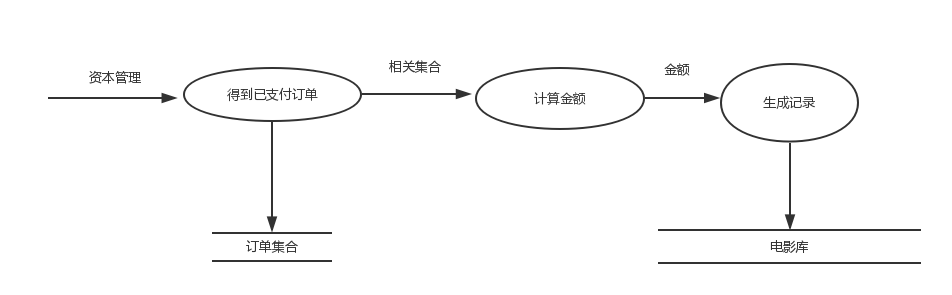 资本管理
得到已支付订单
相关集合
计算金额
金额
生成记录
订单集合
电影库